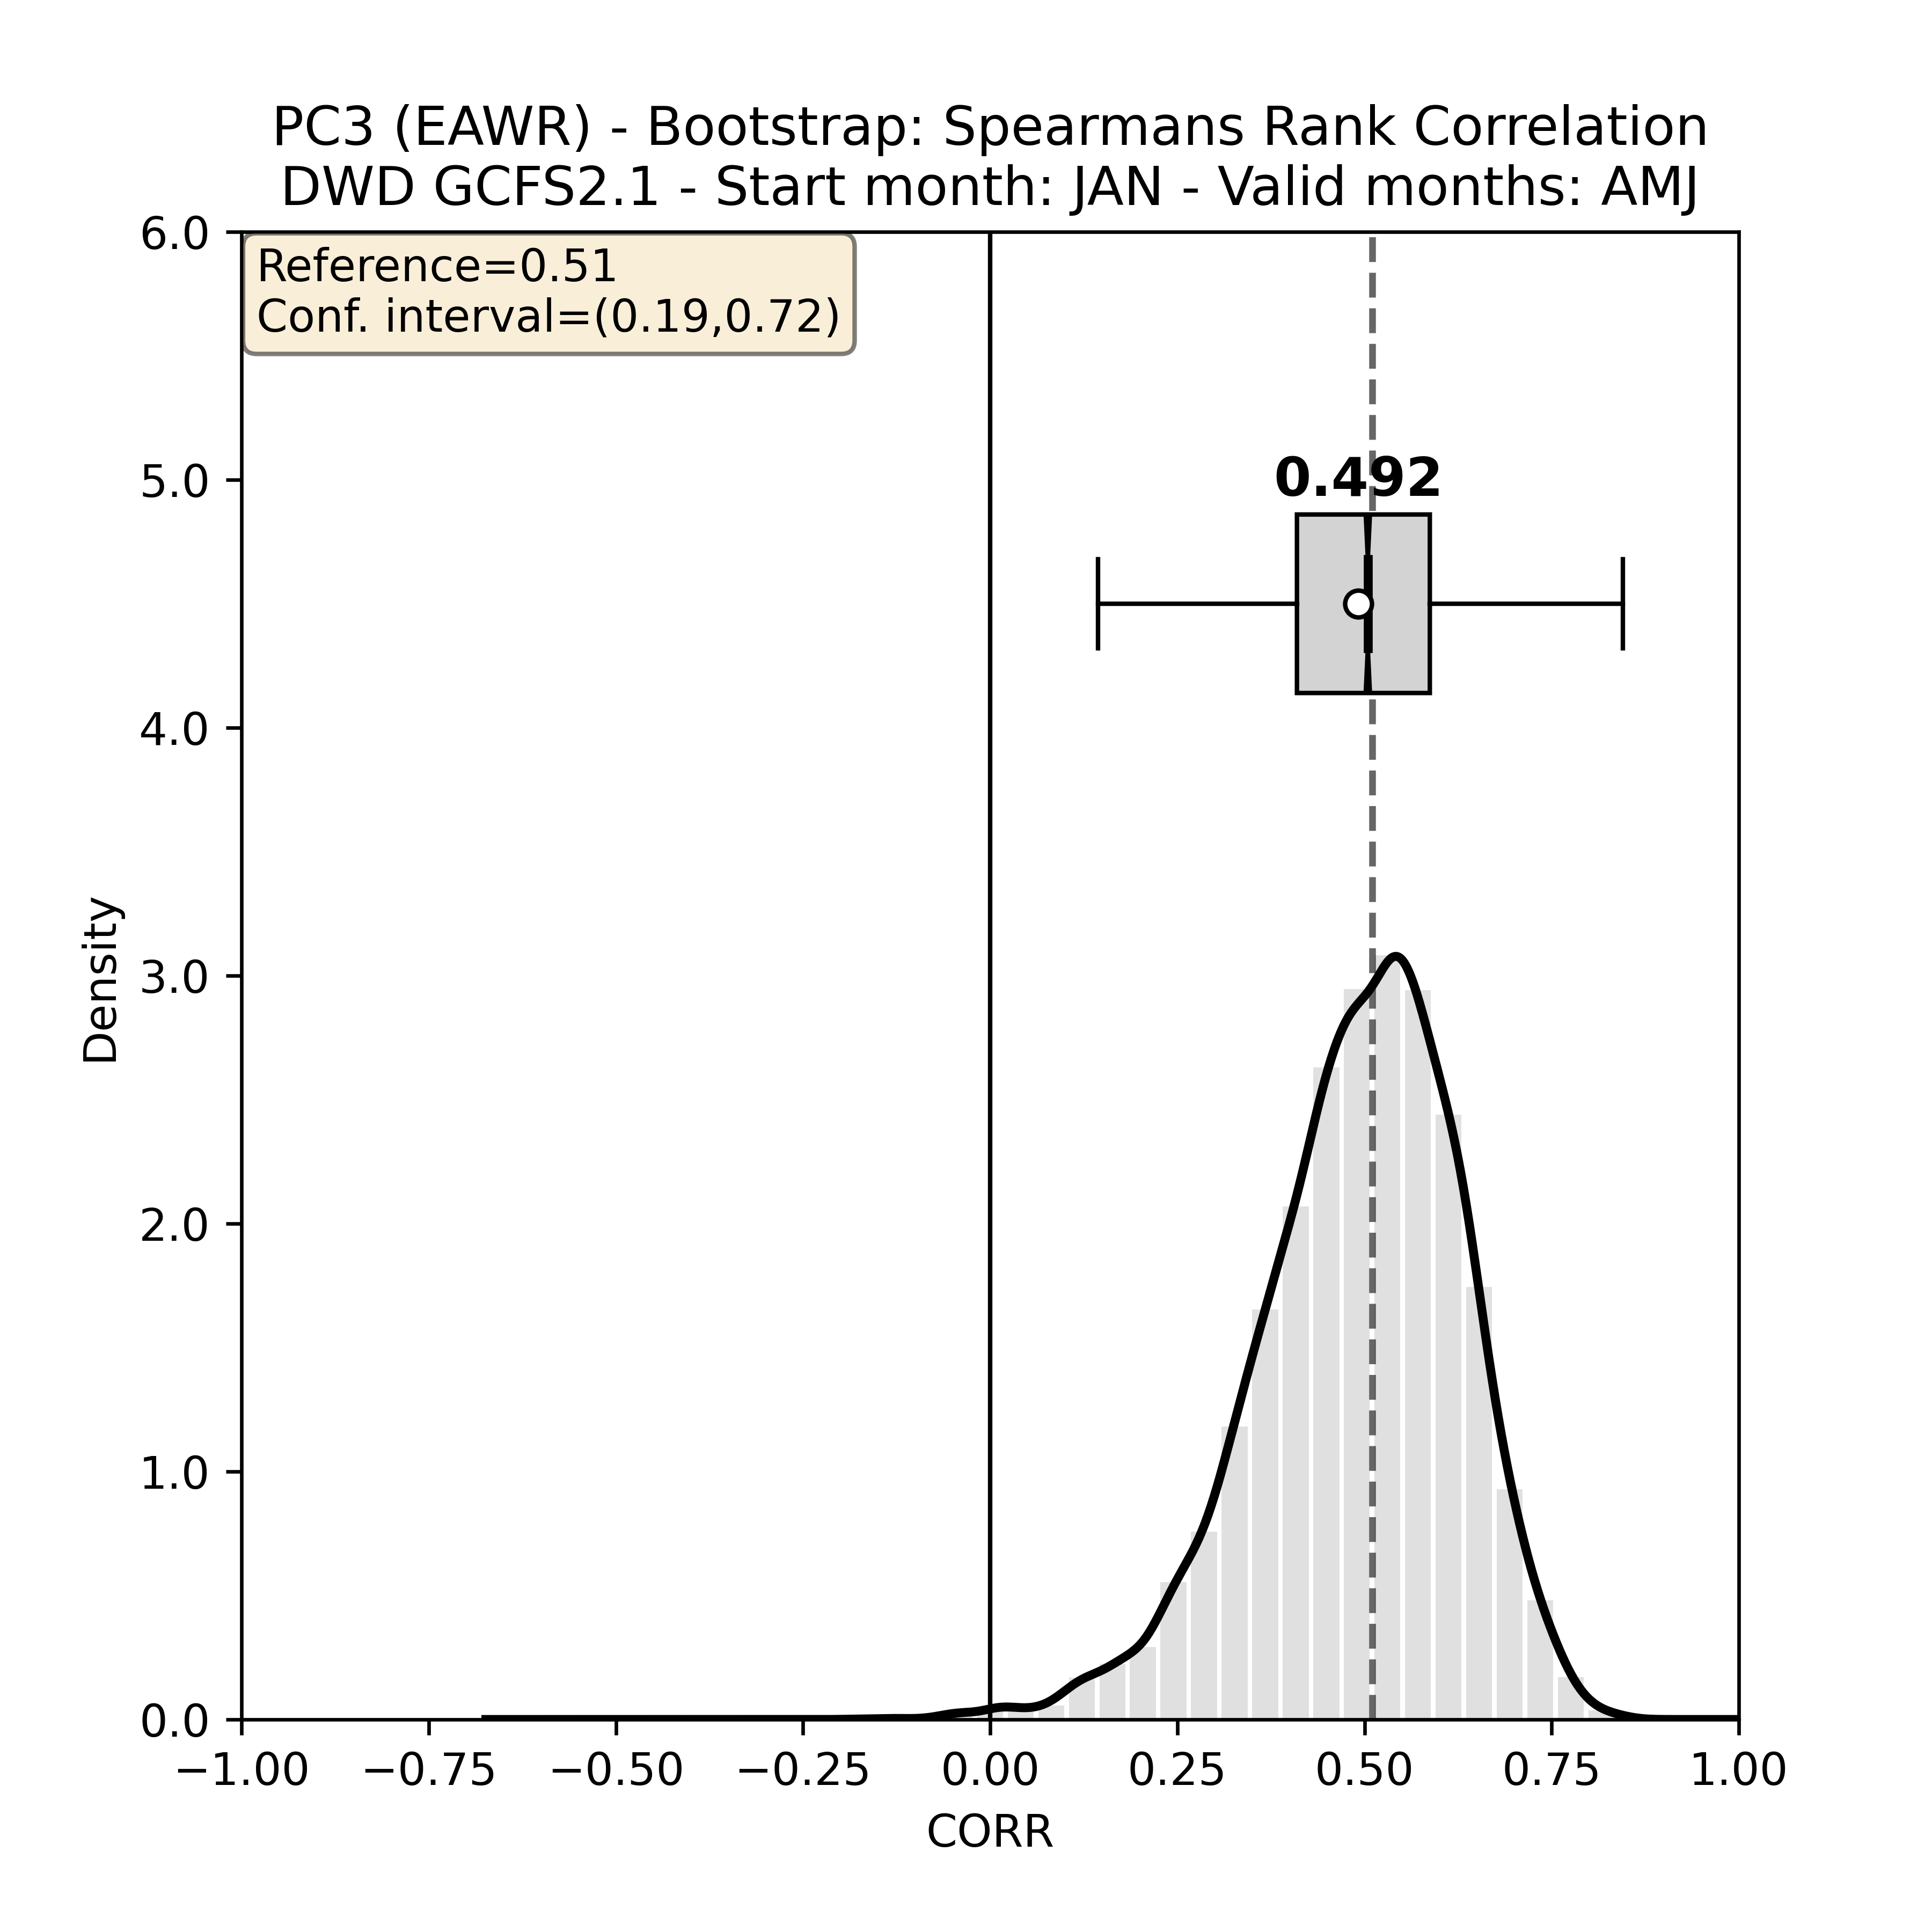 PC3 (EAWR) - Bootstrap: Spearmans Rank Correlation
DWD GCFS2.1 - Start month: JAN - Valid months: AMJ
Reference=0.51
Conf. interval=(0.19,0.72)
6.0
5.0
4.0
3.0
2.0
1.0
0.0
Density
0.492
−1.00
−0.75
−0.50
−0.25
0.00
0.25
0.50
0.75
1.00
CORR